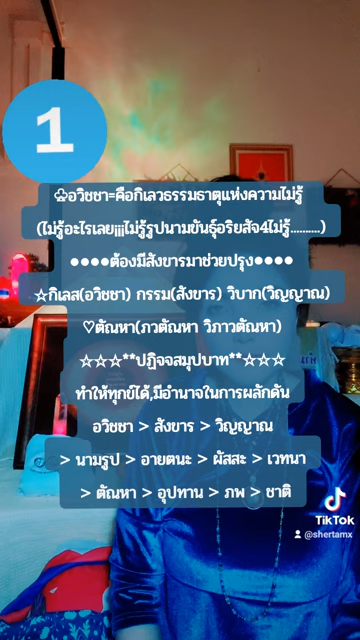 1
♧อวิชชา=คือกิเลวธรรมธาตุแห่งความไม่รู้
(ไม่รู้อะไรเลยiiiไม่รู้รูปนามขันธุ์อริยสัจ4ไม่รู้..........)
●●●●ต้องมีสังขารมาช่วยปรุง●●●●
☆กิเลส(อวิชชา) กรรม(สังขาร) วิบาก(วิญญาณ)
♡ตัณหา(ภวตัณหา วิภาวตัณหา)
☆☆☆**ปฏิจจสมุปบาท**☆☆☆
ทำให้ทุกข์ได้,มีอำนาจในการผลักดัน
อวิชชา > สังขาร > วิญญาณ
> นามรูป > อายตนะ > ผัสสะ > เวทนา
> ตัณหา > อุปทาน > ภพ > ชาติ
TikTok
@shertamx